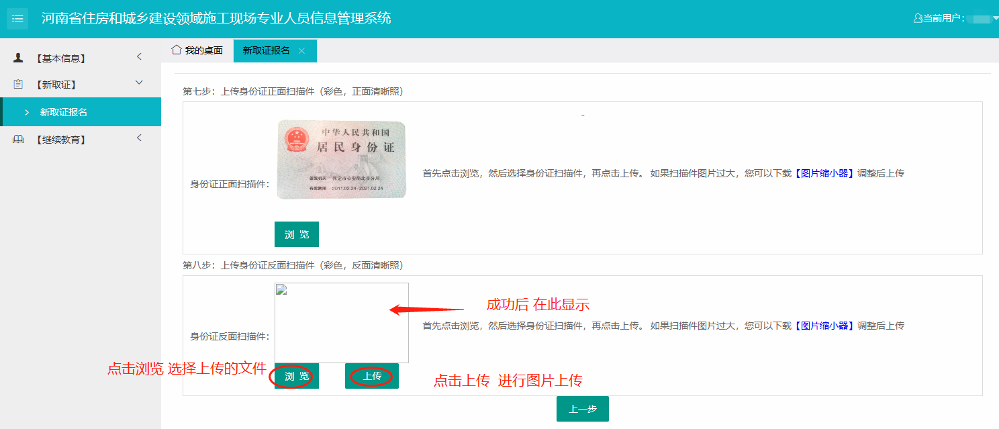 河南省住房和城乡建设领域施工现场专业人员信息管理系统
当前用户：
【基本信息】
【新取证】
新取证报名
【继续教育】
我的桌面
新取证报名
第七步：上传身份证正面扫描件（彩色，正面清晰照）
-
中华人民共和国
居民身份证
签发机关 保定市公安局北市分局
有效期限 2011.02.24-2021.02.24
身份证正面扫描件：
首先点击浏览，然后选择身份证扫描件，再点击上传。 如果扫描件图片过大，您可以下载【图片缩小器】调整后上传
浏 览
第八步：上传身份证反面扫描件（彩色，反面清晰照）
成功后 在此显示
身份证反面扫描件：
首先点击浏览，然后选择身份证扫描件，再点击上传。 如果扫描件图片过大，您可以下载【图片缩小器】调整后上传
点击浏览 选择上传的文件
浏 览
上传
点击上传 进行图片上传
上一步